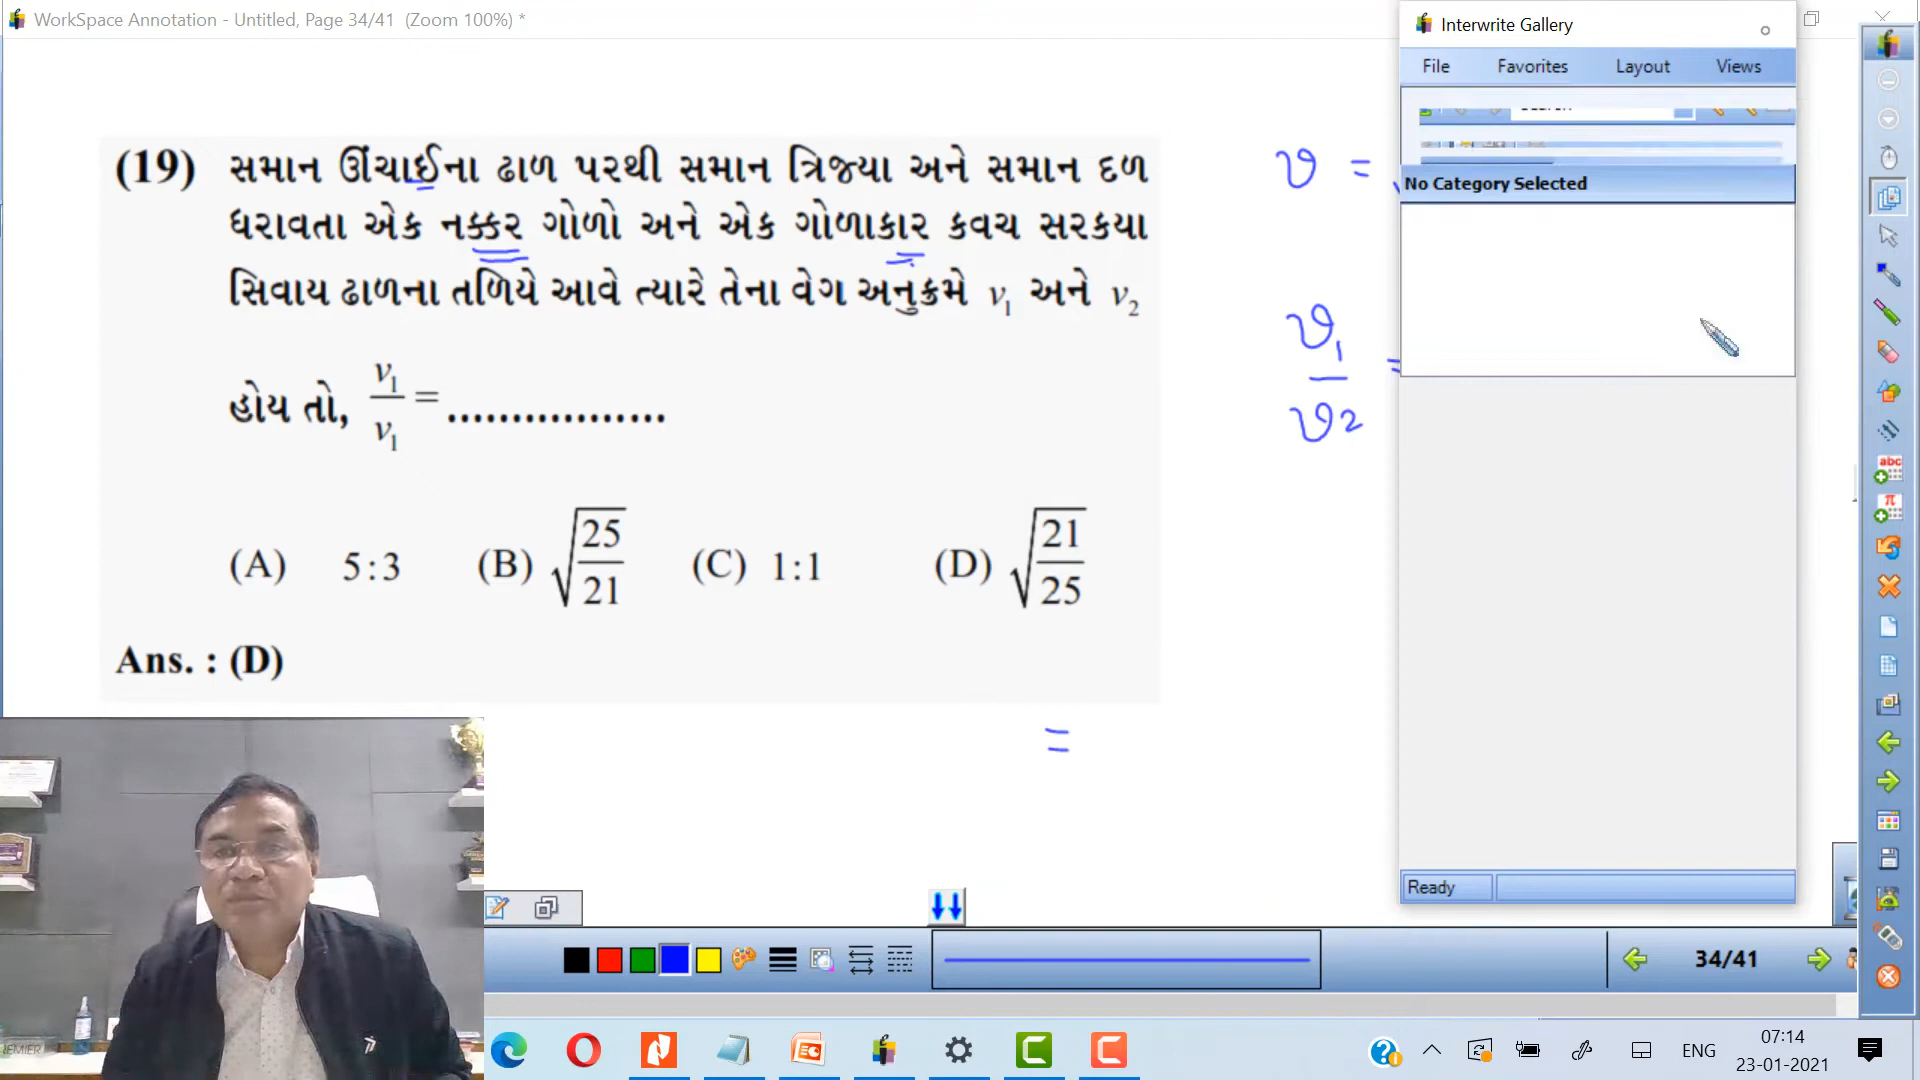 WorkSpace Annotation - Untitled, Page 34/41 (Zoom 100%) *
Interwrite Gallery
File Favorites Layout Views
No Category Selected
(19) સમાન ઊંચાઈના ઢાળ પરથી સમાન ત્રિજ્યા અને સમાન દળ
ધરાવતા એક નક્કર ગોળો અને એક ગોળાકાર કવચ સરકયા
સિવાય ઢાળના તળિયે આવે ત્યારે તેના વેગ અનુક્રમે v₁ અને v₂
હોય તો, v₁/v₁ = ..................
(A) 5:3 (B) √(25/21) (C) 1:1 (D) √(21/25)
Ans. : (D)
v =
v₁/v₂ =
=
Ready
34/41
ENG
07:14
23-01-2021